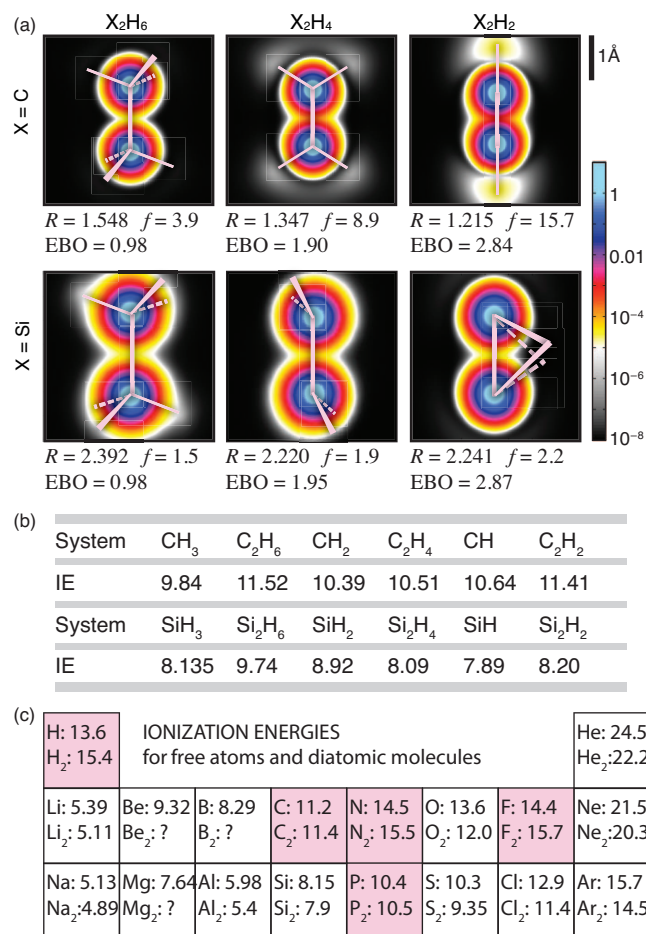 (a) X₂H₆ X₂H₄ X₂H₂
1Å
X = C
R = 1.548 f = 3.9 R = 1.347 f = 8.9 R = 1.215 f = 15.7
EBO = 0.98 EBO = 1.90 EBO = 2.84
1
0.01
10⁻⁴
10⁻⁶
10⁻⁸
X = Si
R = 2.392 f = 1.5 R = 2.220 f = 1.9 R = 2.241 f = 2.2
EBO = 0.98 EBO = 1.95 EBO = 2.87
(b)
System CH₃ C₂H₆ CH₂ C₂H₄ CH C₂H₂
IE 9.84 11.52 10.39 10.51 10.64 11.41
System SiH₃ Si₂H₆ SiH₂ Si₂H₄ SiH Si₂H₂
IE 8.135 9.74 8.92 8.09 7.89 8.20
(c)
H: 13.6 IONIZATION ENERGIES He: 24.5
H₂: 15.4 for free atoms and diatomic molecules He₂:22.2
Li: 5.39 Be: 9.32 B: 8.29 C: 11.2 N: 14.5 O: 13.6 F: 14.4 Ne: 21.5
Li₂: 5.11 Be₂: ? B₂: ? C₂: 11.4 N₂: 15.5 O₂: 12.0 F₂: 15.7 Ne₂:20.3
Na: 5.13 Mg: 7.64 Al: 5.98 Si: 8.15 P: 10.4 S: 10.3 Cl: 12.9 Ar: 15.7
Na₂:4.89 Mg₂: ? Al₂: 5.4 Si₂: 7.9 P₂: 10.5 S₂: 9.35 Cl₂: 11.4 Ar₂: 14.5